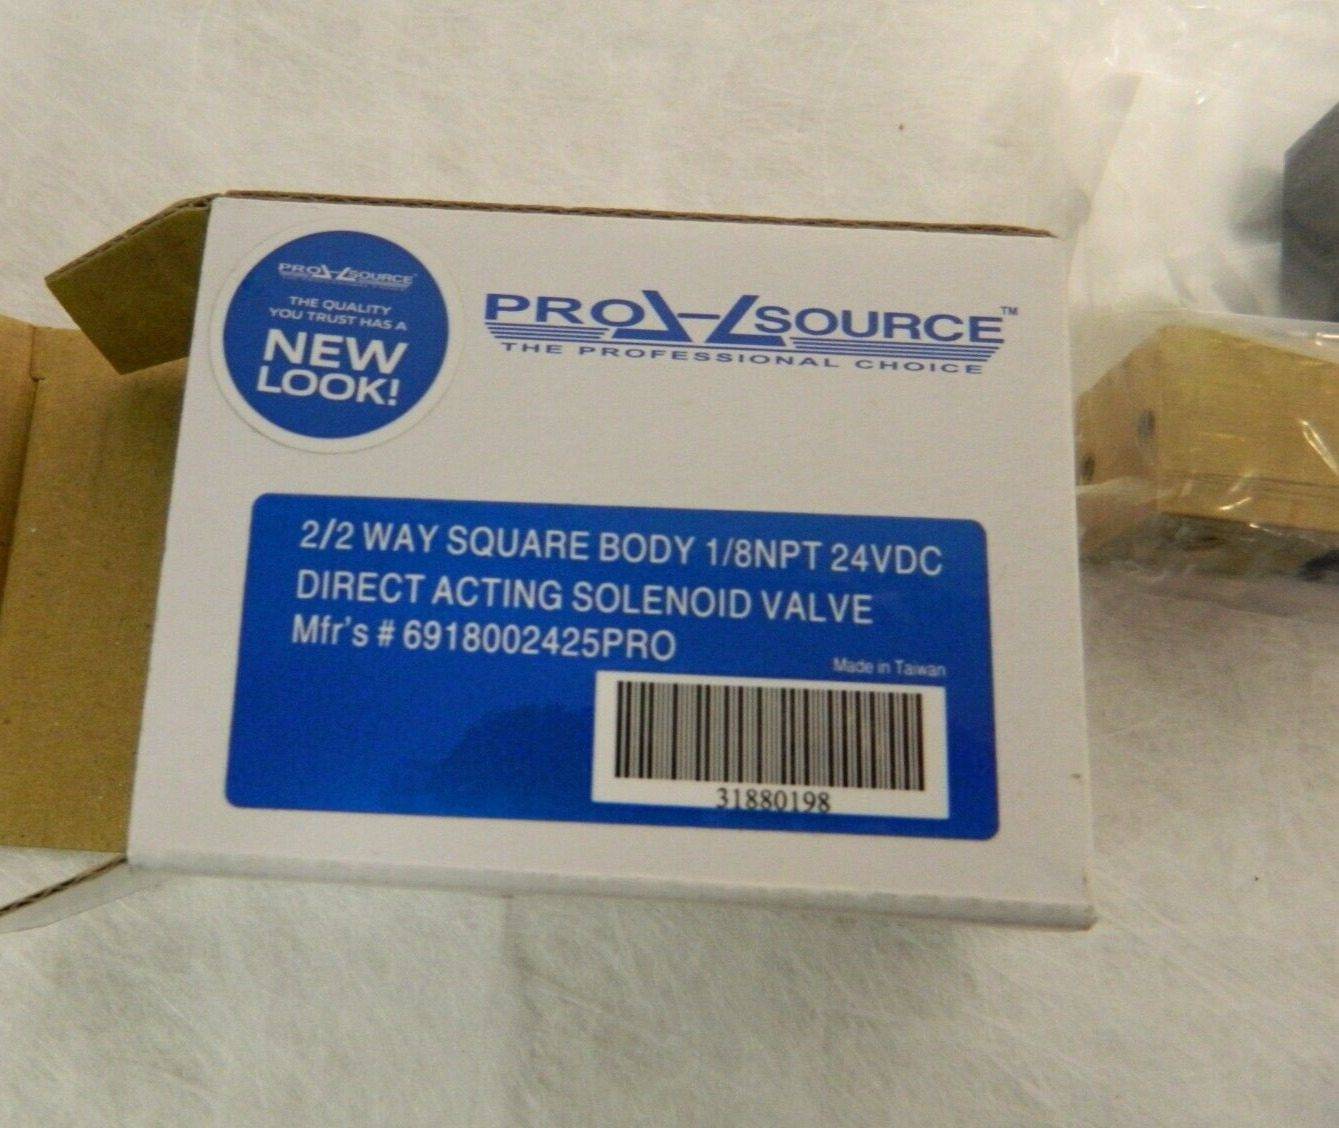 PRO SOURCE
THE QUALITY
YOU TRUST HAS A
NEW
LOOK!
PRO SOURCE™
THE PROFESSIONAL CHOICE
2/2 WAY SQUARE BODY 1/8NPT 24VDC
DIRECT ACTING SOLENOID VALVE
Mfr's # 6918002425PRO
Made in Taiwan
31880198